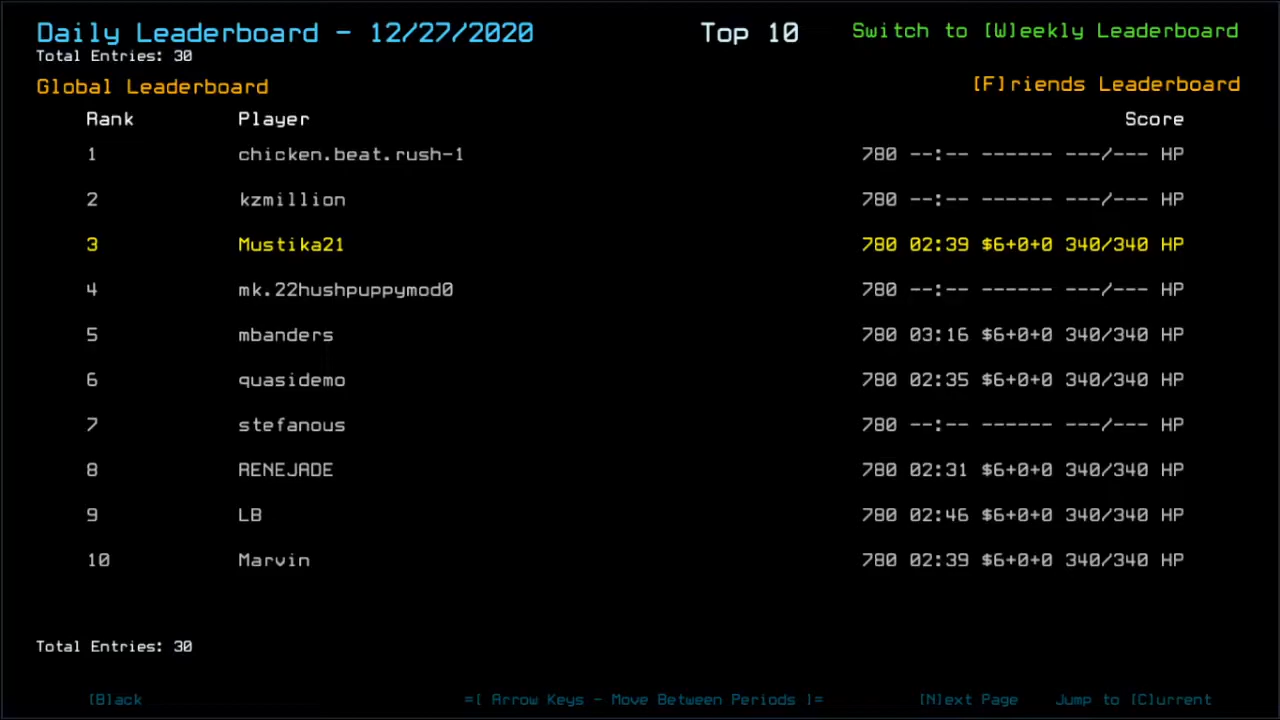 Daily Leaderboard - 12/27/2020 Top 10 Switch to [W]eekly Leaderboard
Total Entries: 30
Global Leaderboard [F]riends Leaderboard
Rank Player Score
1 chicken.beat.rush-1 780 --:-- ------ ---/--- HP
2 kzmillion 780 --:-- ------ ---/--- HP
3 Mustika21 780 02:39 $6+0+0 340/340 HP
4 mk.22hushpuppymod0 780 --:-- ------ ---/--- HP
5 mbanders 780 03:16 $6+0+0 340/340 HP
6 quasidemo 780 02:35 $6+0+0 340/340 HP
7 stefanous 780 --:-- ------ ---/--- HP
8 RENEJADE 780 02:31 $6+0+0 340/340 HP
9 LB 780 02:46 $6+0+0 340/340 HP
10 Marvin 780 02:39 $6+0+0 340/340 HP
Total Entries: 30
[B]ack =[ Arrow Keys - Move Between Periods ]= [N]ext Page Jump to [C]urrent